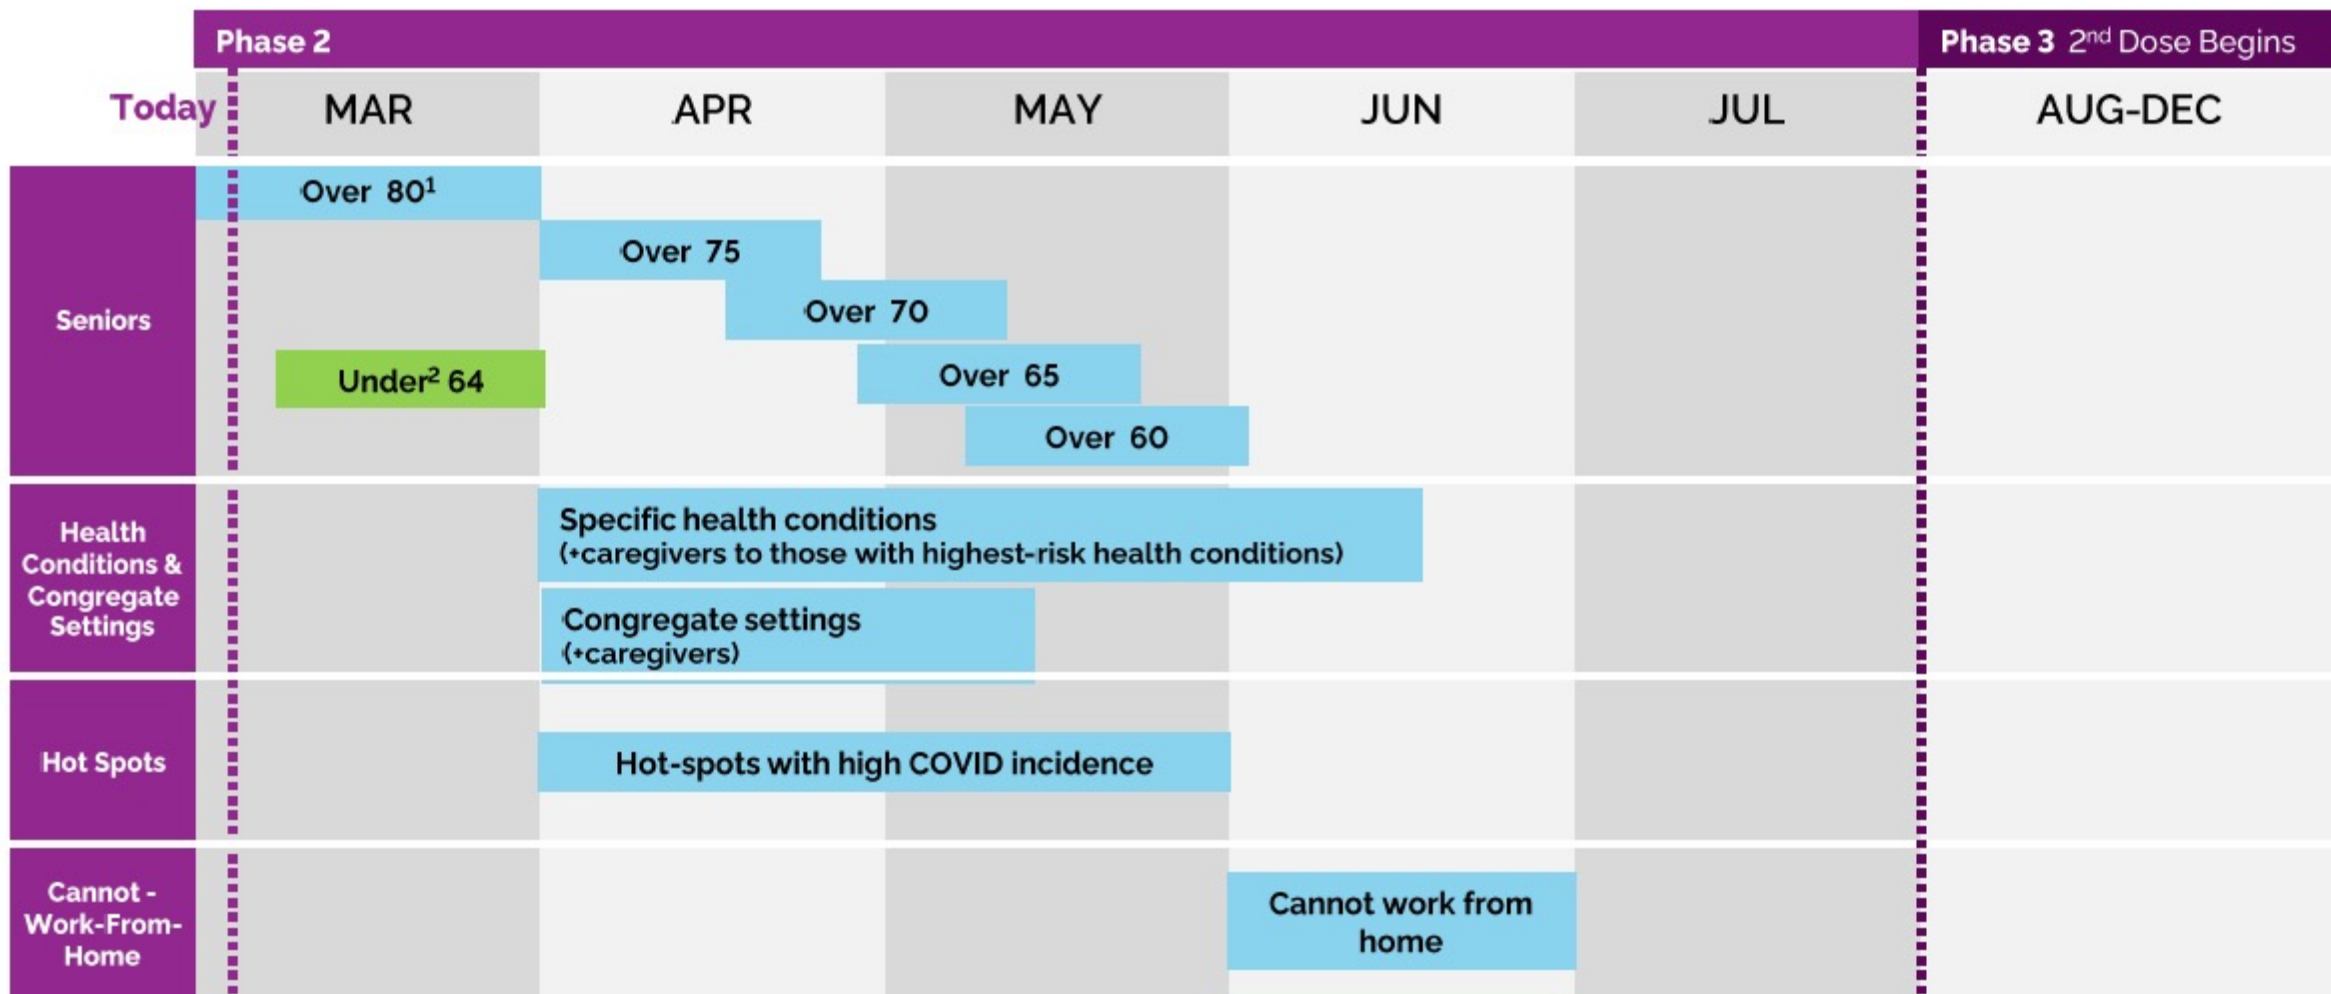 Phase 2
Phase 3 2nd Dose Begins
Today
MAR
APR
MAY
JUN
JUL
AUG-DEC
Seniors
Over 80¹
Over 75
Over 70
Under² 64
Over 65
Over 60
Health
Conditions &
Congregate
Settings
Specific health conditions
(+caregivers to those with highest-risk health conditions)
Congregate settings
(+caregivers)
Hot Spots
Hot-spots with high COVID incidence
Cannot -
Work-From-
Home
Cannot work from
home